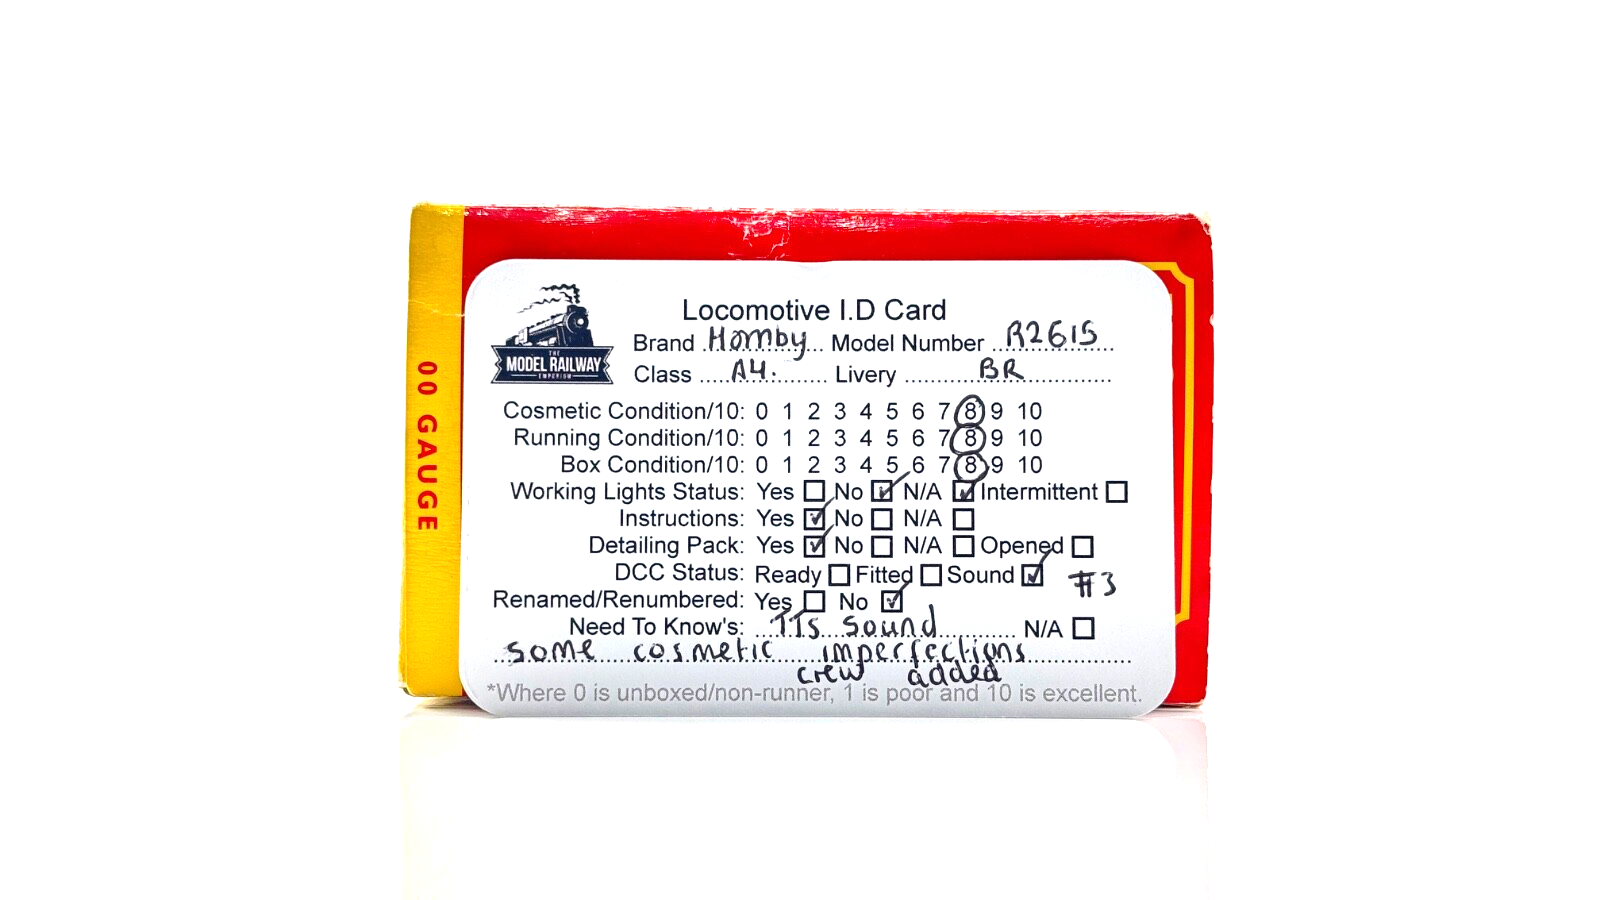 00 GAUGE
THE
MODEL RAILWAY
EMPORIUM
Locomotive I.D Card
Brand Hornby Model Number R2615
Class A4. Livery BR
Cosmetic Condition/10: 0 1 2 3 4 5 6 7 8 9 10
Running Condition/10: 0 1 2 3 4 5 6 7 8 9 10
Box Condition/10: 0 1 2 3 4 5 6 7 8 9 10
Working Lights Status: Yes No N/A Intermittent
Instructions: Yes No N/A
Detailing Pack: Yes No N/A Opened
DCC Status: Ready Fitted Sound #3
Renamed/Renumbered: Yes No
Need To Know's: TTS sound N/A
some cosmetic imperfections
crew added
*Where 0 is unboxed/non-runner, 1 is poor and 10 is excellent.